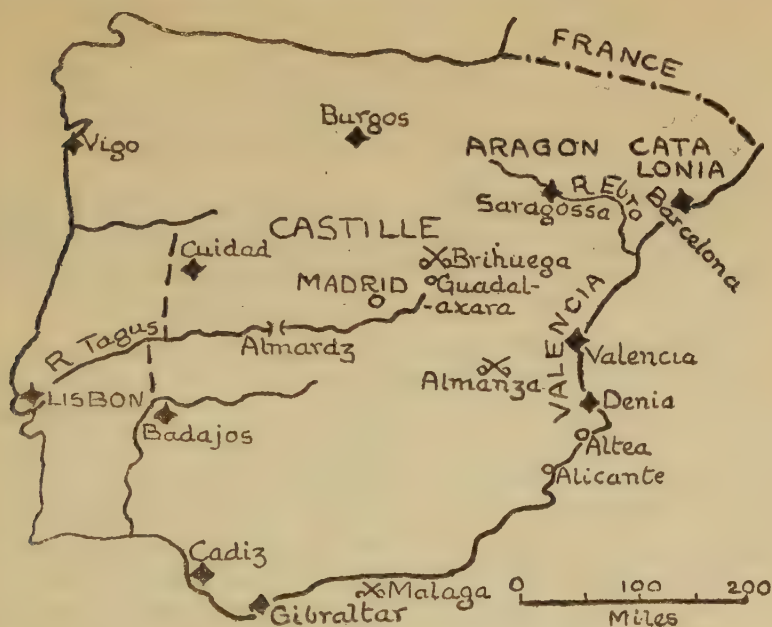 FRANCE
Burgos
Vigo
ARAGON
CATA
LONIA
R Ebro
Saragossa
Barcelona
CASTILLE
Cuidad
Brihuega
MADRID
Guadal-
axara
R Tagus
VALENCIA
Almardz
Valencia
Almanza
LISBON
Denia
Badajos
Altea
Alicante
Cadiz
Malaga
0 100 200
Gibraltar
Miles